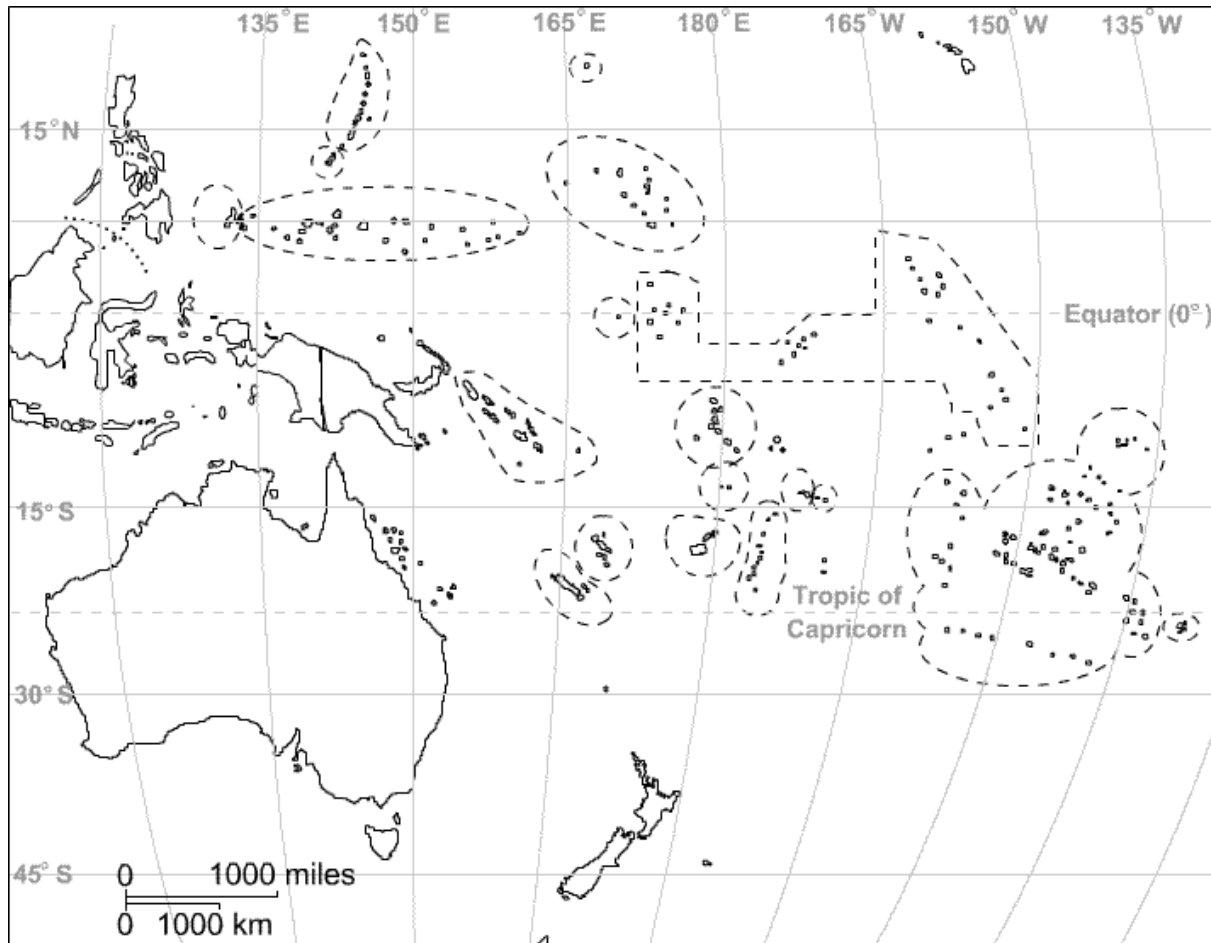 135°E 150°E 165°E 180°E 165°W 150°W 135°W
15°N
Equator (0°)
15°S
Tropic of
Capricorn
30°S
45°S
0 1000 miles
0 1000 km